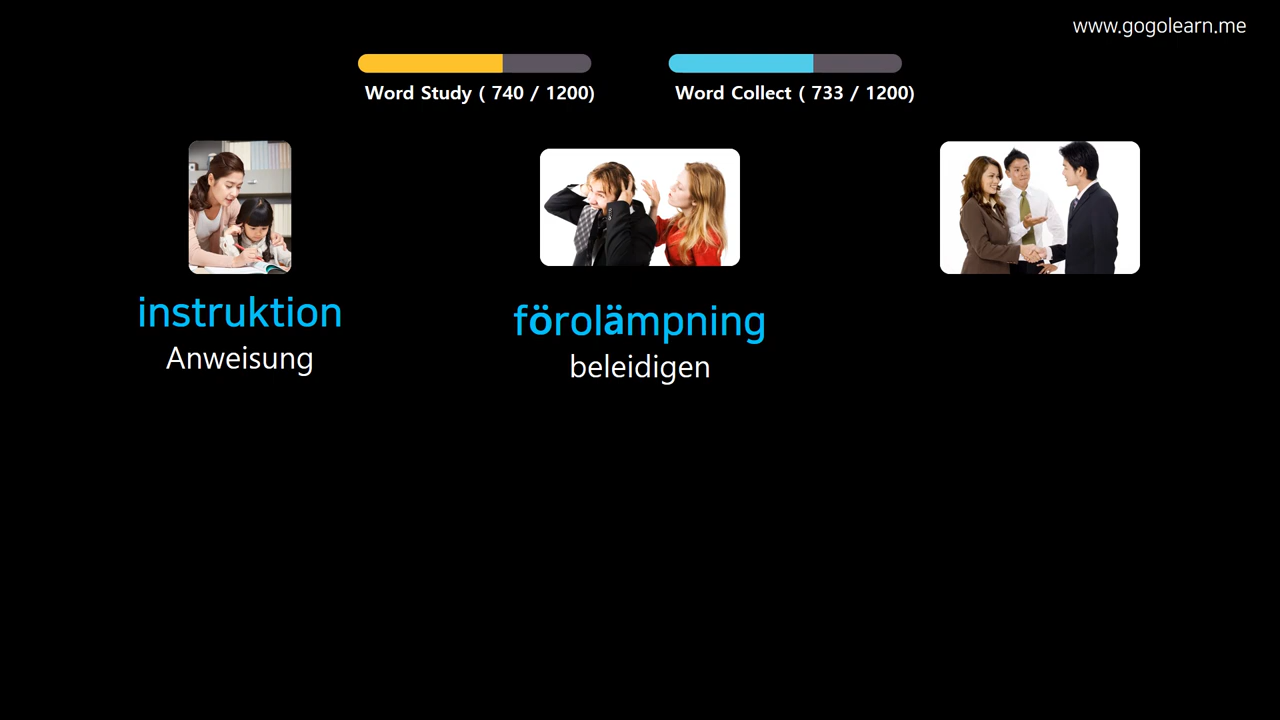 www.gogolearn.me
Word Study ( 740 / 1200)
Word Collect ( 733 / 1200)
instruktion
Anweisung
förolämpning
beleidigen